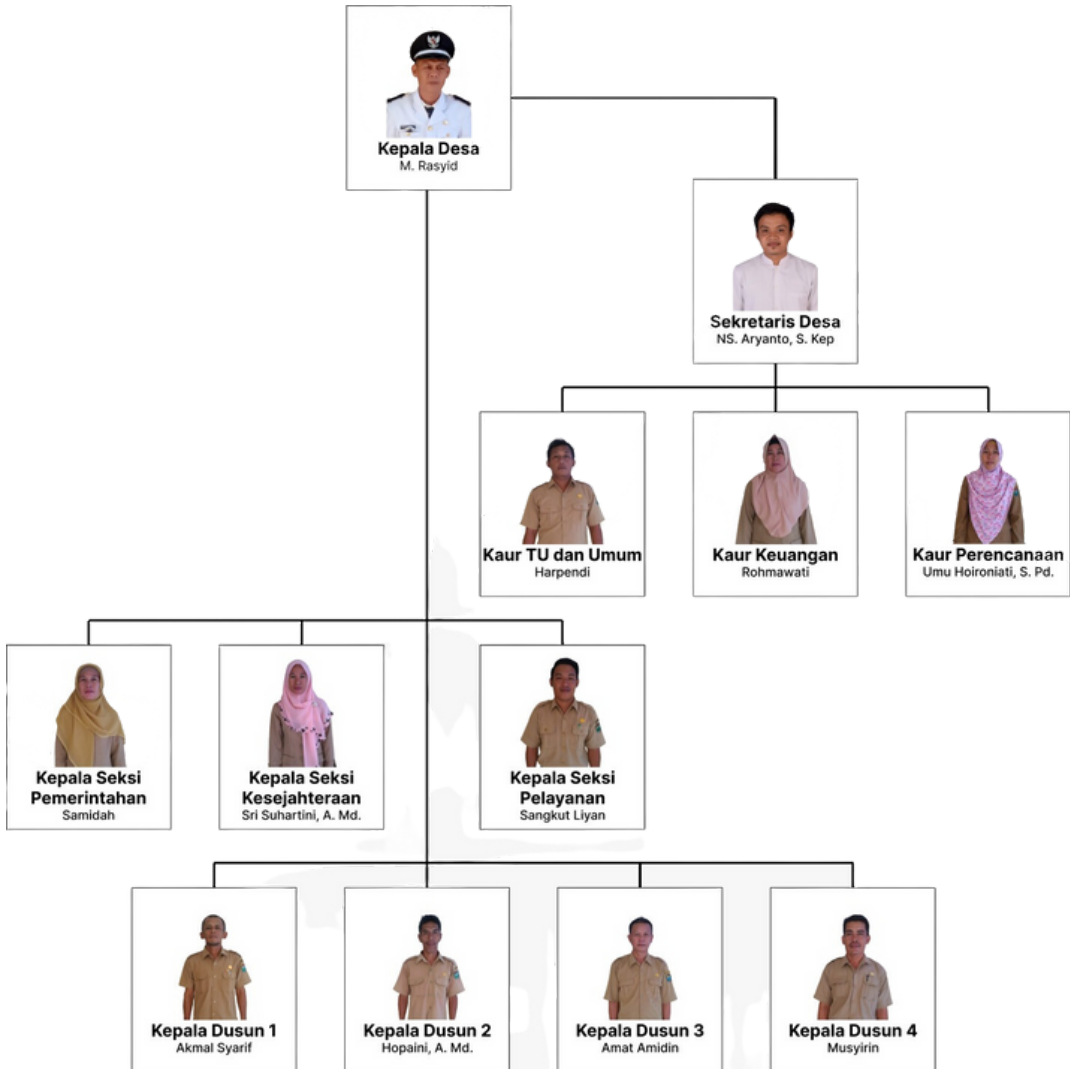 Kepala Desa
M. Rasyid
Sekretaris Desa
NS. Aryanto, S. Kep
Kaur TU dan Umum
Harpendi
Kaur Keuangan
Rohmawati
Kaur Perencanaan
Umu Hoironiati, S. Pd.
Kepala Seksi
Pemerintahan
Samidah
Kepala Seksi
Kesejahteraan
Sri Suhartini, A. Md.
Kepala Seksi
Pelayanan
Sangkut Liyan
Kepala Dusun 1
Akmal Syarif
Kepala Dusun 2
Hopaini, A. Md.
Kepala Dusun 3
Amat Amidin
Kepala Dusun 4
Musyirin